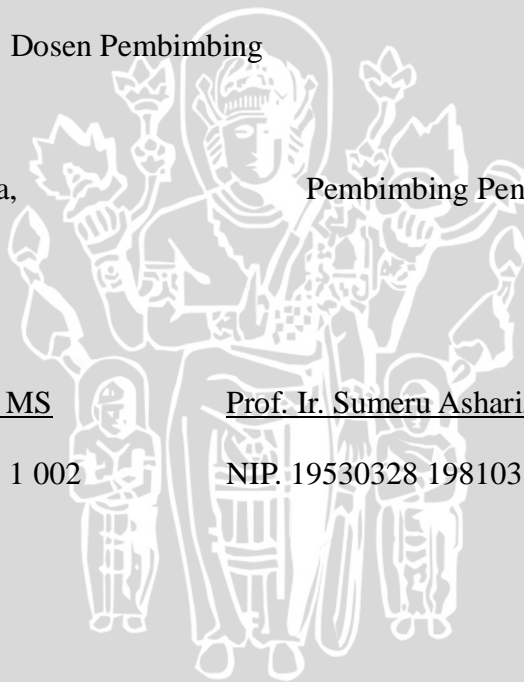 Dosen Pembimbing
a, Pembimbing Pen
MS Prof. Ir. Sumeru Ashari
1 002 NIP. 19530328 198103